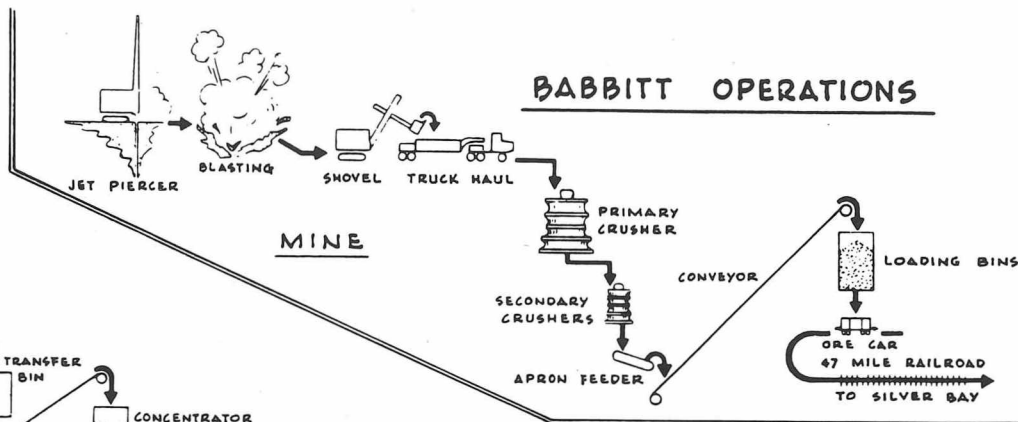 BABBITT OPERATIONS
JET PIERCER
BLASTING
SHOVEL
TRUCK HAUL
MINE
PRIMARY
CRUSHER
SECONDARY
CRUSHERS
APRON FEEDER
CONVEYOR
LOADING BINS
ORE CAR
47 MILE RAILROAD
TO SILVER BAY
TRANSFER
BIN
CONCENTRATOR